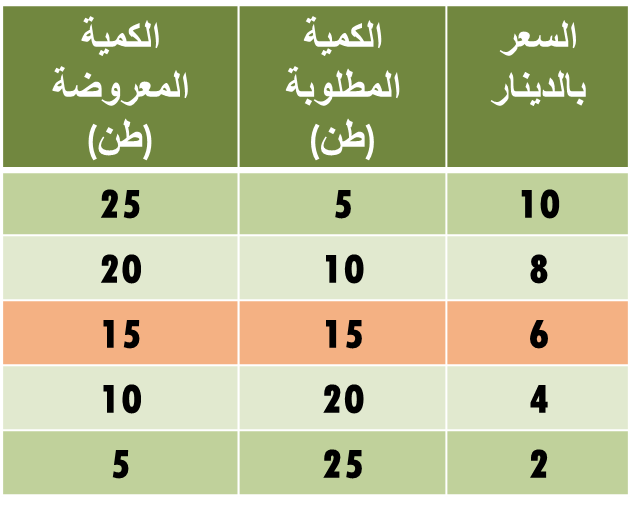 السعر بالدينار | الكمية المطلوبة (طن) | الكمية المعروضة (طن)
10 | 5 | 25
8 | 10 | 20
6 | 15 | 15
4 | 20 | 10
2 | 25 | 5